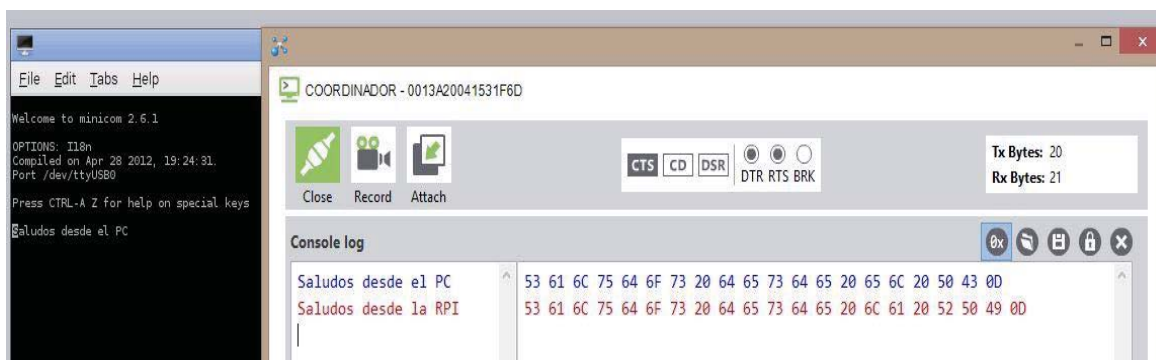 File Edit Tabs Help
Welcome to minicom 2.6.1
OPTIONS: I18n
Compiled on Apr 28 2012, 19:24:31.
Port /dev/ttyUSB0
Press CTRL-A Z for help on special keys
Saludos desde el PC
COORDINADOR - 0013A20041531F6D
Close Record Attach
CTS CD DSR
DTR RTS BRK
Tx Bytes: 20
Rx Bytes: 21
Console log
0x
Saludos desde el PC 53 61 6C 75 64 6F 73 20 64 65 73 64 65 20 65 6C 20 50 43 0D
Saludos desde la RPI 53 61 6C 75 64 6F 73 20 64 65 73 64 65 20 6C 61 20 52 50 49 0D